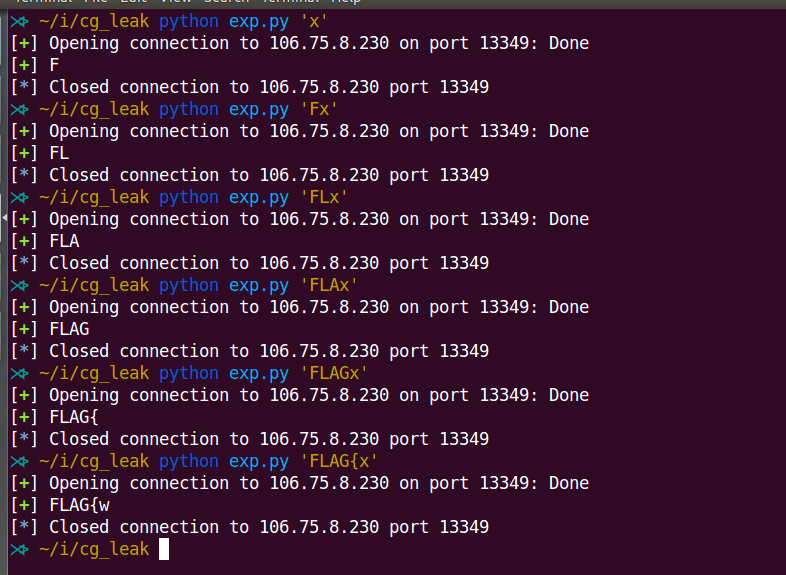 Terminal File Edit View Search Terminal Help
~/i/cg_leak python exp.py 'x'
[+] Opening connection to 106.75.8.230 on port 13349: Done
[+] F
[*] Closed connection to 106.75.8.230 port 13349
~/i/cg_leak python exp.py 'Fx'
[+] Opening connection to 106.75.8.230 on port 13349: Done
[+] FL
[*] Closed connection to 106.75.8.230 port 13349
~/i/cg_leak python exp.py 'FLx'
[+] Opening connection to 106.75.8.230 on port 13349: Done
[+] FLA
[*] Closed connection to 106.75.8.230 port 13349
~/i/cg_leak python exp.py 'FLAx'
[+] Opening connection to 106.75.8.230 on port 13349: Done
[+] FLAG
[*] Closed connection to 106.75.8.230 port 13349
~/i/cg_leak python exp.py 'FLAGx'
[+] Opening connection to 106.75.8.230 on port 13349: Done
[+] FLAG{
[*] Closed connection to 106.75.8.230 port 13349
~/i/cg_leak python exp.py 'FLAG{x'
[+] Opening connection to 106.75.8.230 on port 13349: Done
[+] FLAG{w
[*] Closed connection to 106.75.8.230 port 13349
~/i/cg_leak